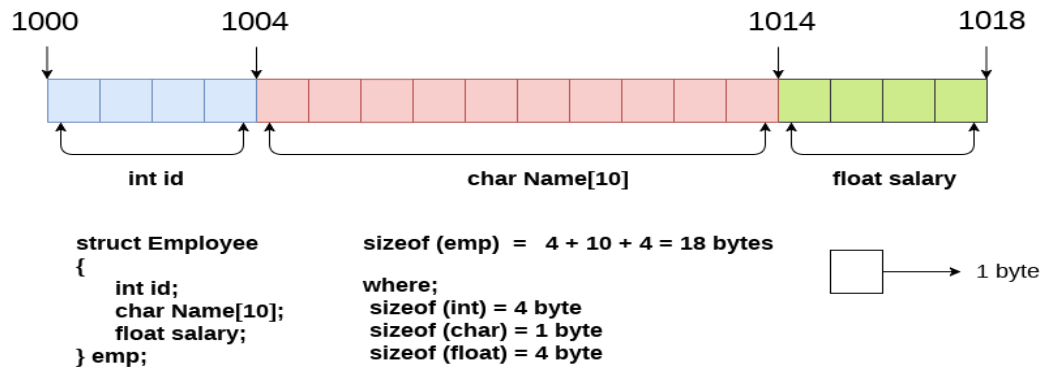 1000 1004 1014 1018
int id char Name[10] float salary
struct Employee
{
int id;
char Name[10];
float salary;
} emp;
sizeof (emp) = 4 + 10 + 4 = 18 bytes
where;
sizeof (int) = 4 byte
sizeof (char) = 1 byte
sizeof (float) = 4 byte
1 byte